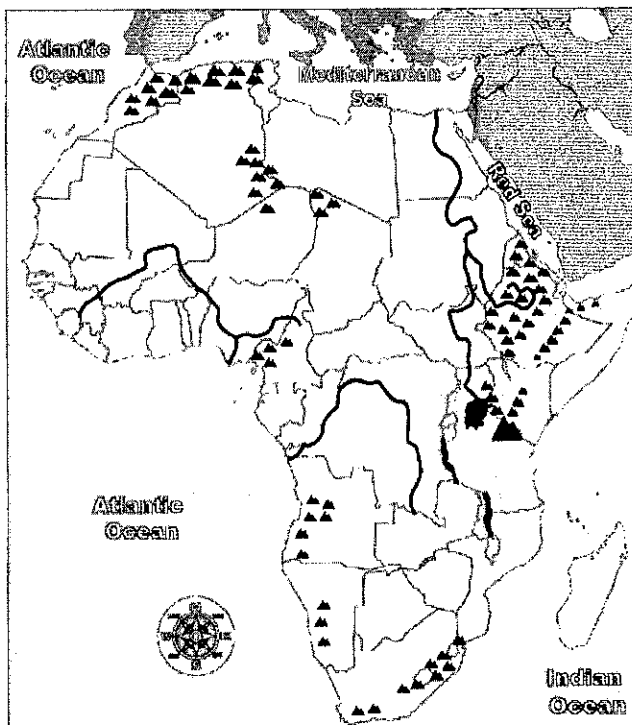 Atlantic
Ocean
Mediterranean
Sea
Red Sea
Atlantic
Ocean
Indian
Ocean